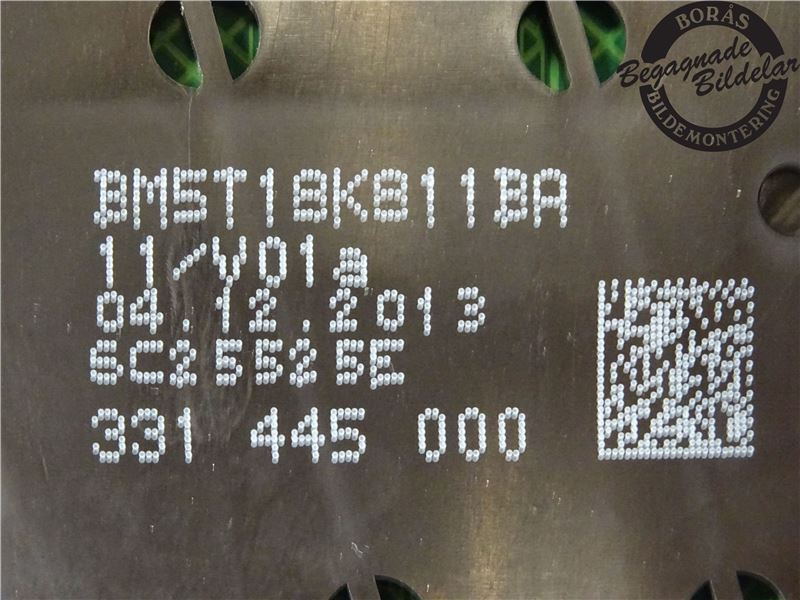 BORÅS
Begagnade
Bildelar
BILDEMONTERING
BM5T18K811BA
11/V01a
04.12.2013
6C25525E
331 445 000